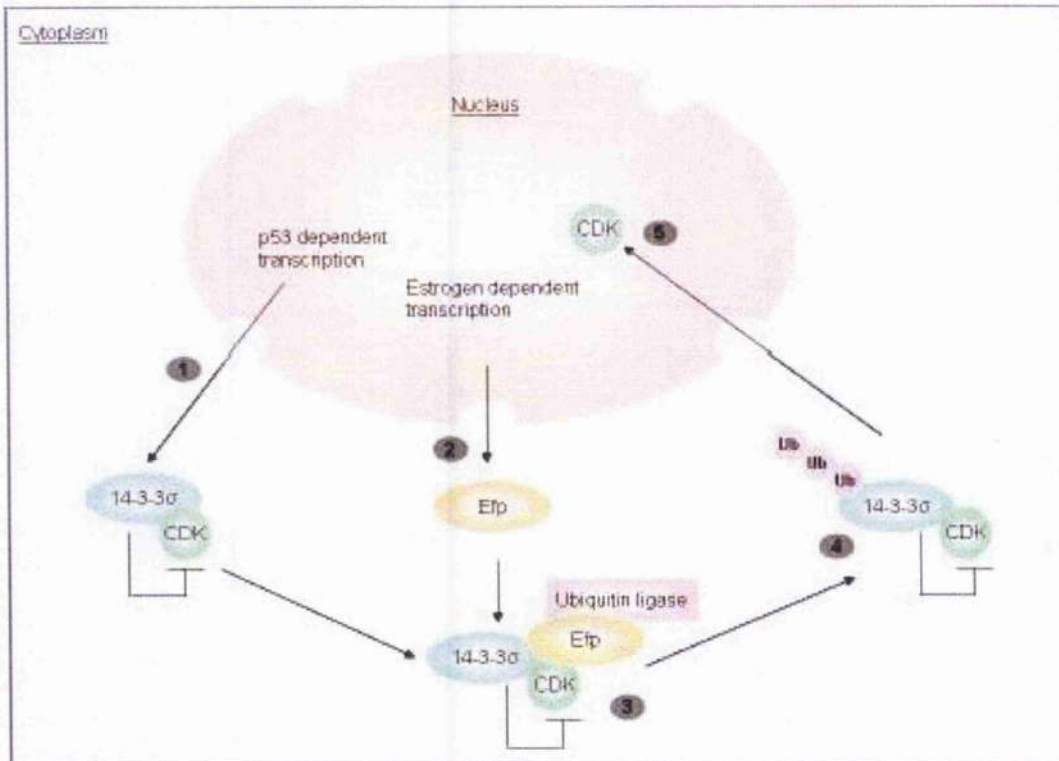 Cytoplasm
Nucleus
CDK
5
p53 dependent
transcription
Estrogen dependent
transcription
1
2
Ub
Ub
Ub
14-3-3σ
CDK
Efp
14-3-3σ
CDK
4
Ubiquitin ligase
Efp
14-3-3σ
CDK
3